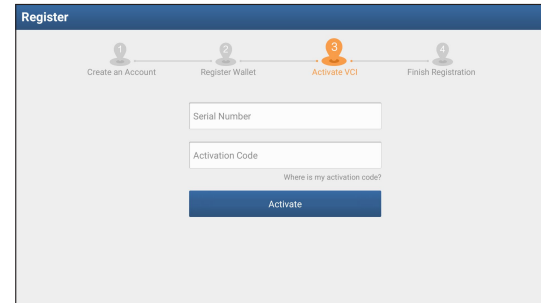 Register
1
2
3
4
Create an Account
Register Wallet
Activate VCI
Finish Registration
Serial Number
Activation Code
Where is my activation code?
Activate